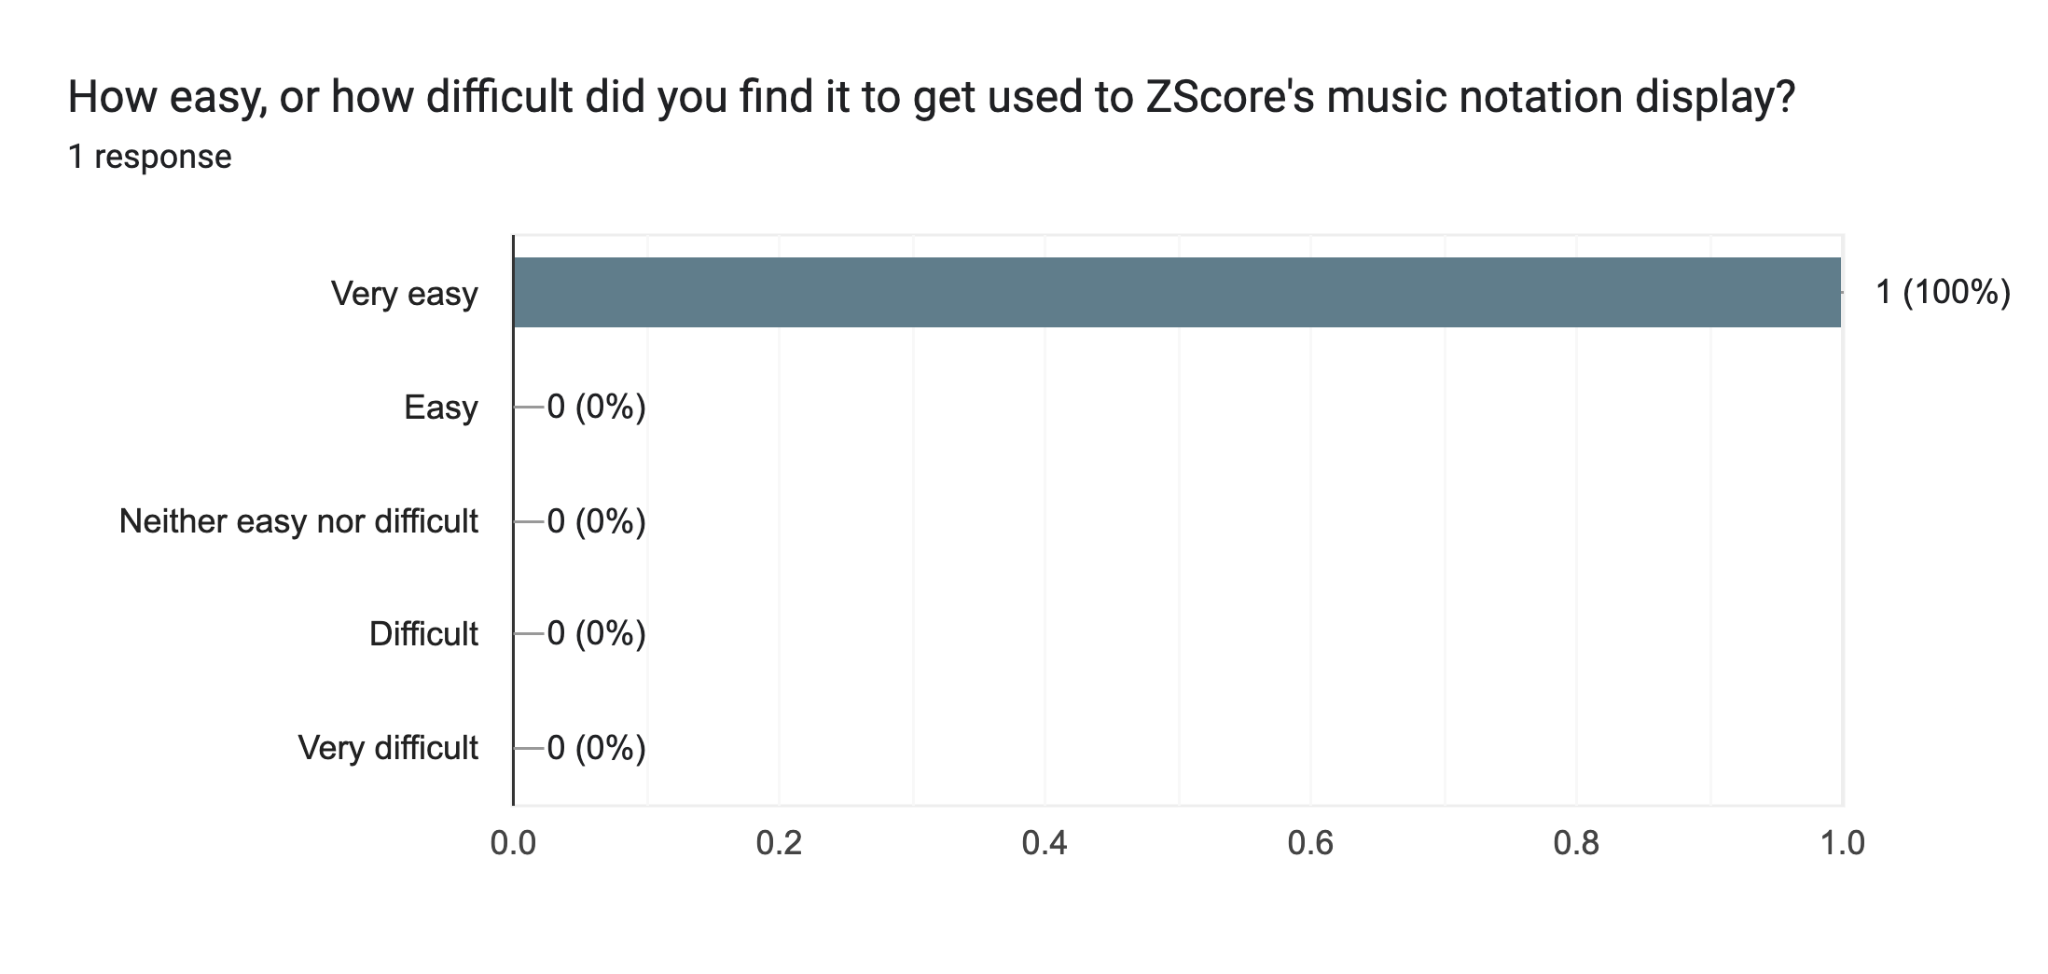 How easy, or how difficult did you find it to get used to ZScore's music notation display?
1 response
Very easy 1 (100%)
Easy 0 (0%)
Neither easy nor difficult 0 (0%)
Difficult 0 (0%)
Very difficult 0 (0%)
0.0 0.2 0.4 0.6 0.8 1.0